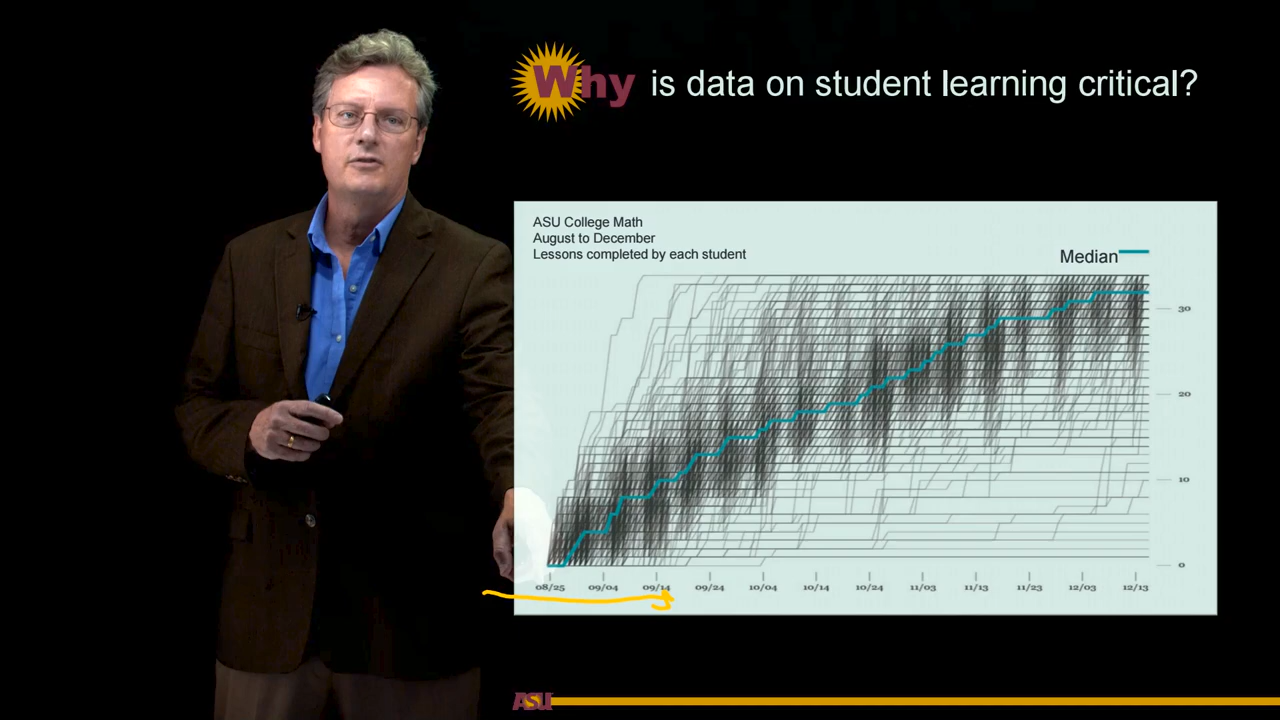 Why is data on student learning critical?
ASU College Math
August to December
Lessons completed by each student
Median
30
20
10
0
08/25 09/04 09/14 09/24 10/04 10/14 10/24 11/03 11/13 11/23 12/03 12/13
ASU